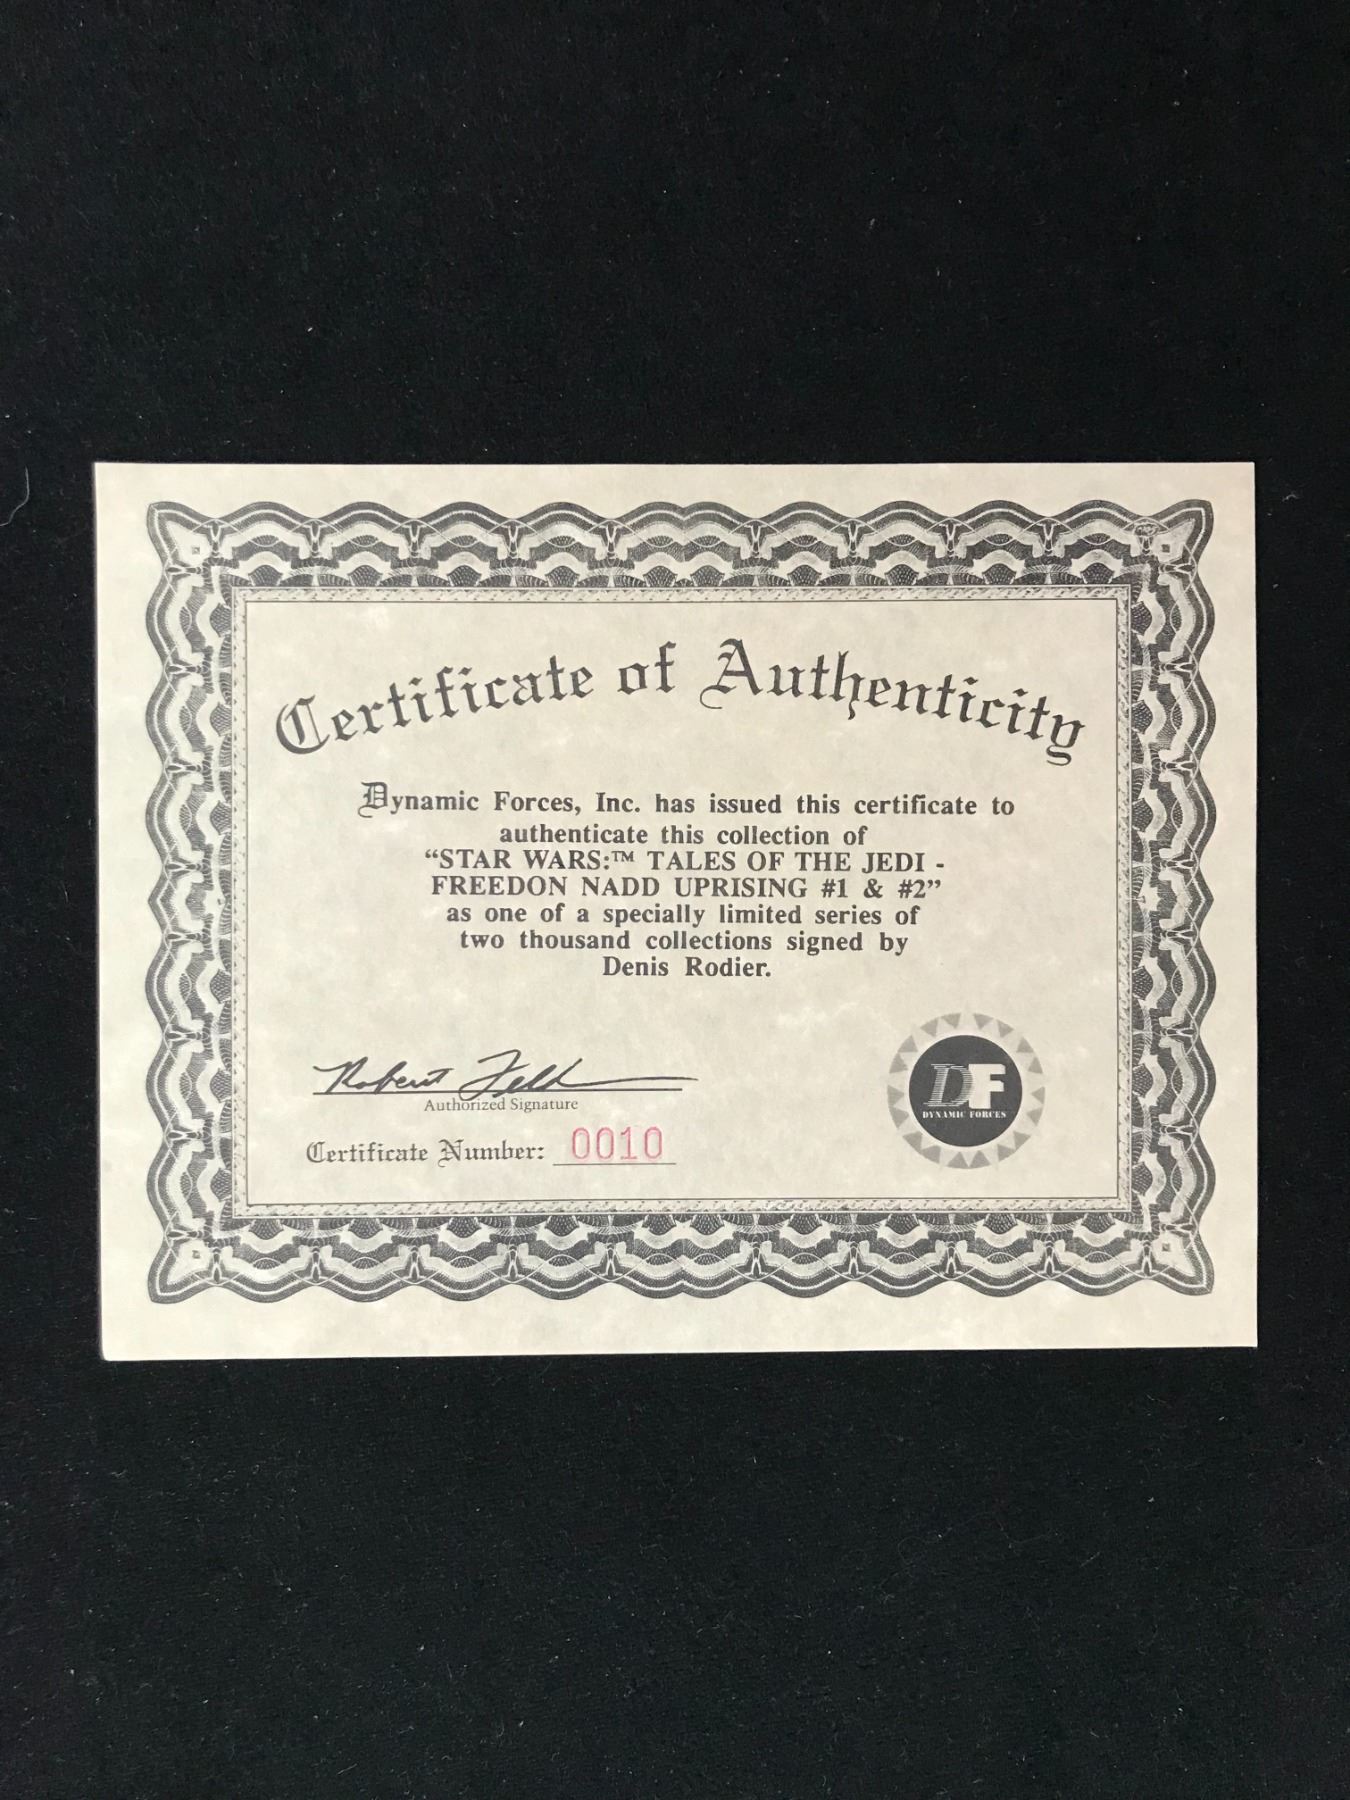 Certificate of Authenticity
Dynamic Forces, Inc. has issued this certificate to
authenticate this collection of
“STAR WARS:™ TALES OF THE JEDI -
FREEDON NADD UPRISING #1 & #2”
as one of a specially limited series of
two thousand collections signed by
Denis Rodier.
Robert Feld
Authorized Signature
Certificate Number: 0010
DF
DYNAMIC FORCES